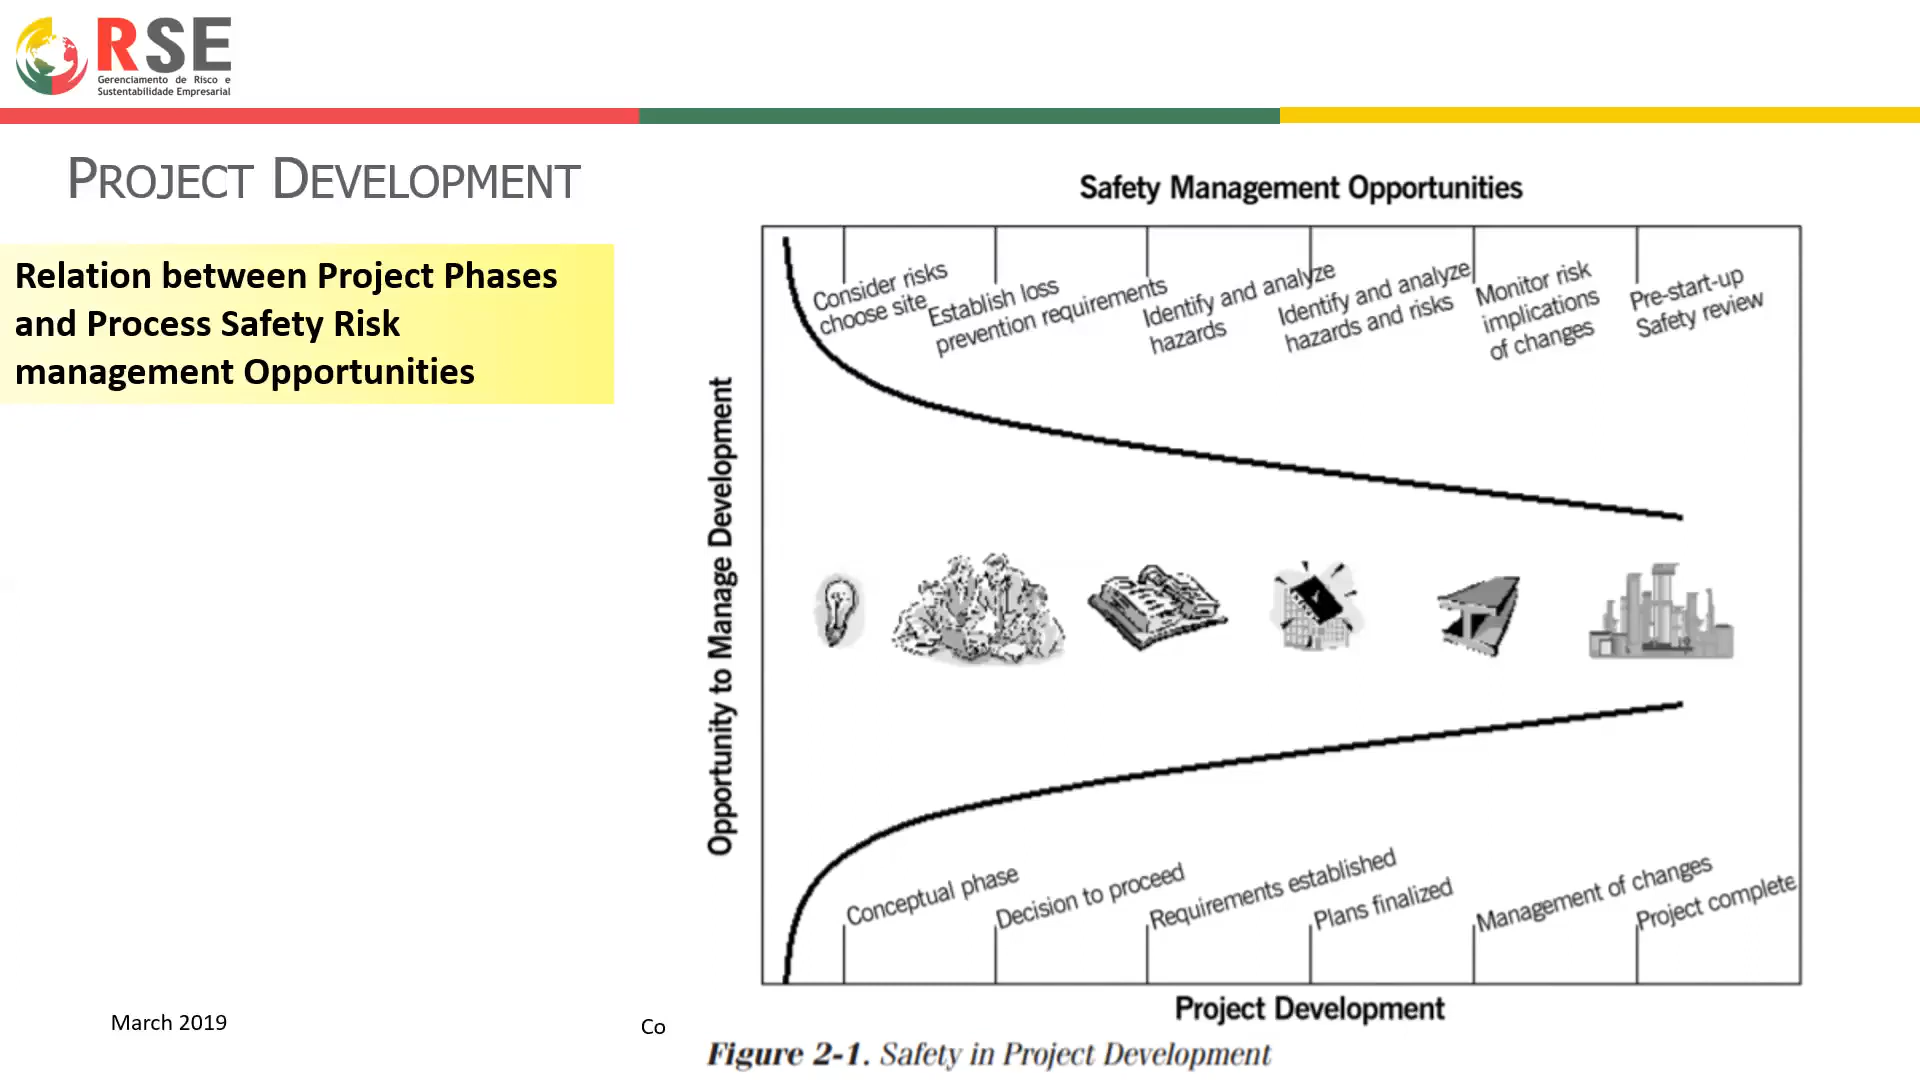 RSE
Gerenciamento de Risco e
Sustentabilidade Empresarial
PROJECT DEVELOPMENT
Relation between Project Phases
and Process Safety Risk
management Opportunities
Safety Management Opportunities
Consider risks
choose site
Establish loss
prevention requirements
Identify and analyze
hazards
Identify and analyze
hazards and risks
Monitor risk
implications
of changes
Pre-start-up
Safety review
Opportunity to Manage Development
Conceptual phase
Decision to proceed
Requirements established
Plans finalized
Management of changes
Project complete
Project Development
March 2019
Co
Figure 2-1. Safety in Project Development